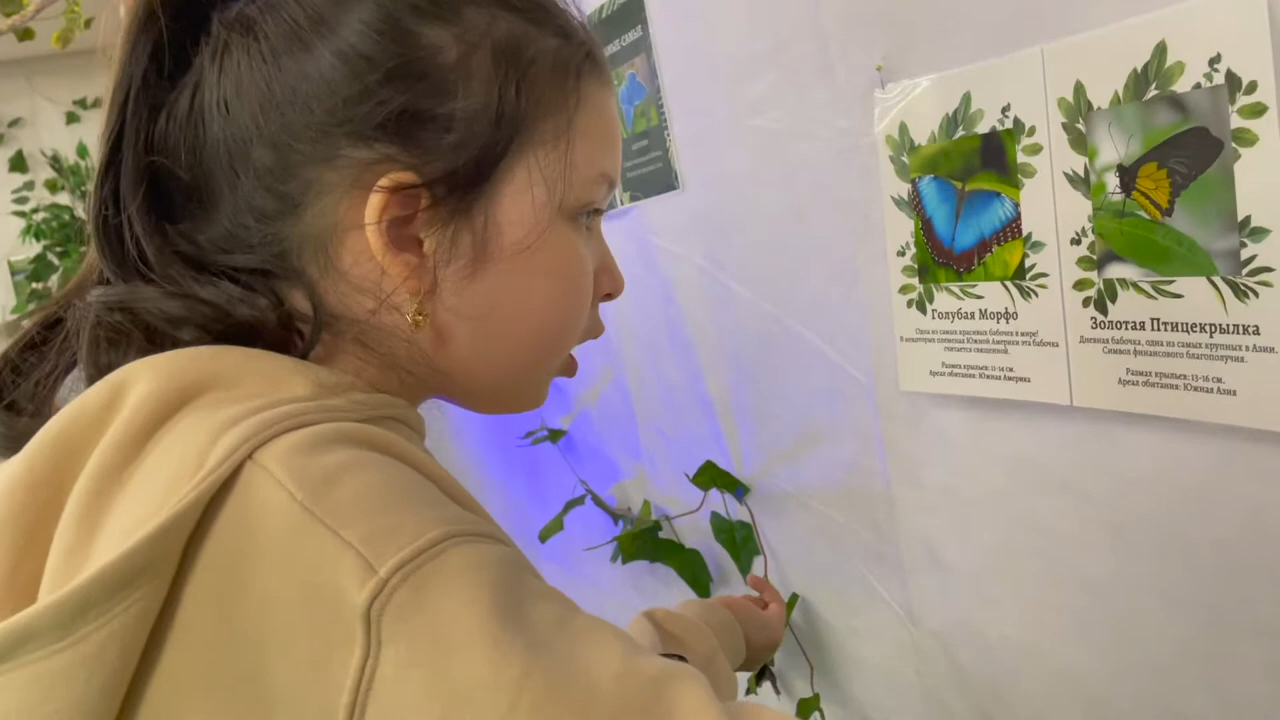 САМЫЕ-САМЫЕ
Голубая Морфо
Одна из самых красивых бабочек в мире!
В некоторых племенах Южной Америки эта бабочка
считается священной.
Размах крыльев: 11-14 см.
Ареал обитания: Южная Америка
Золотая Птицекрылка
Дневная бабочка, одна из самых крупных в Азии.
Символ финансового благополучия.
Размах крыльев: 13-16 см.
Ареал обитания: Южная Азия